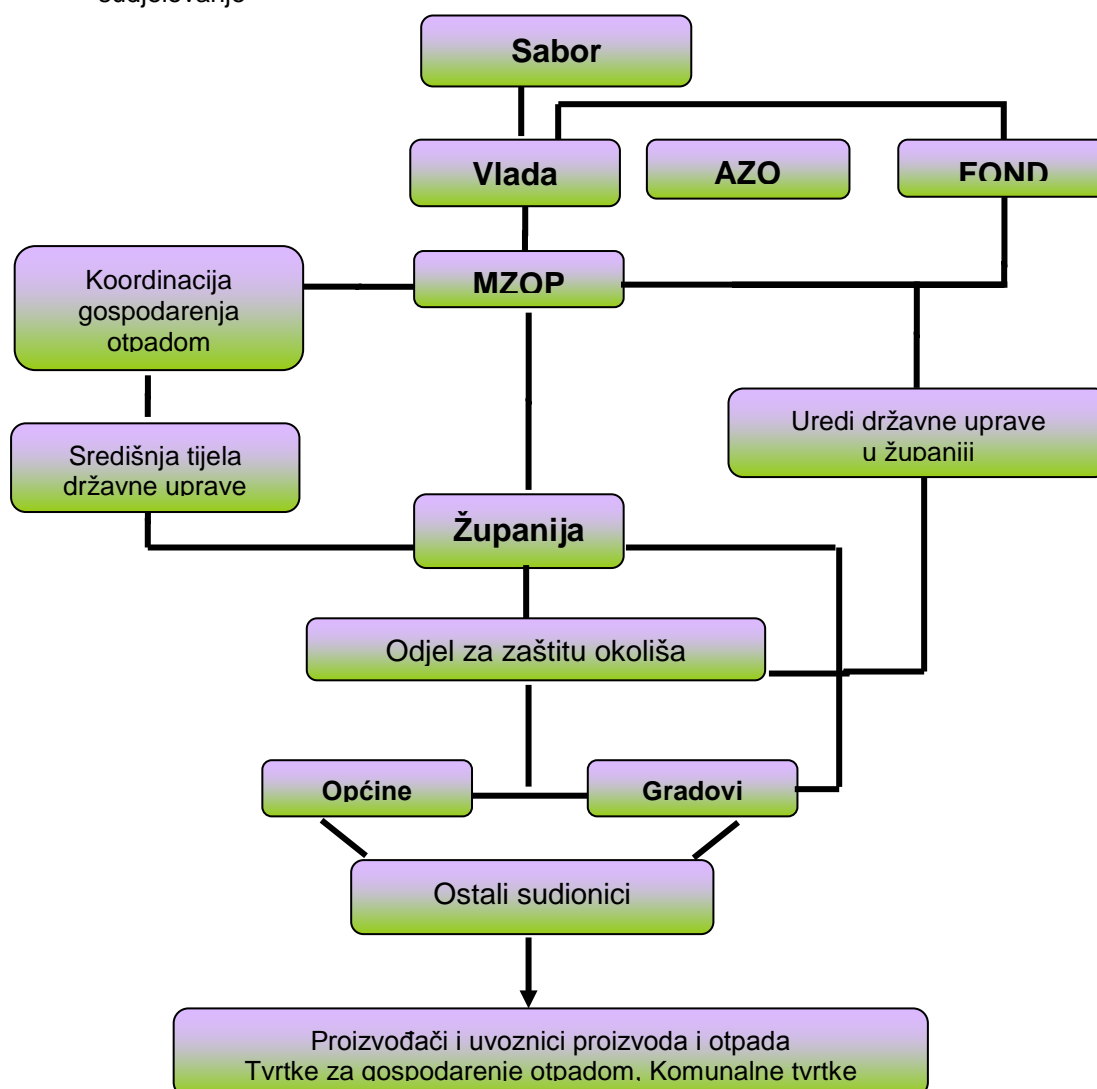 Sabor
Vlada
AZO
FOND
Koordinacija
gospodarenja
otpadom
MZOP
Uredi državne uprave
u županiji
Središnja tijela
državne uprave
Županija
Odjel za zaštitu okoliša
Općine
Gradovi
Ostali sudionici
Proizvođači i uvoznici proizvoda i otpada
Tvrtke za gospodarenje otpadom, Komunalne tvrtke